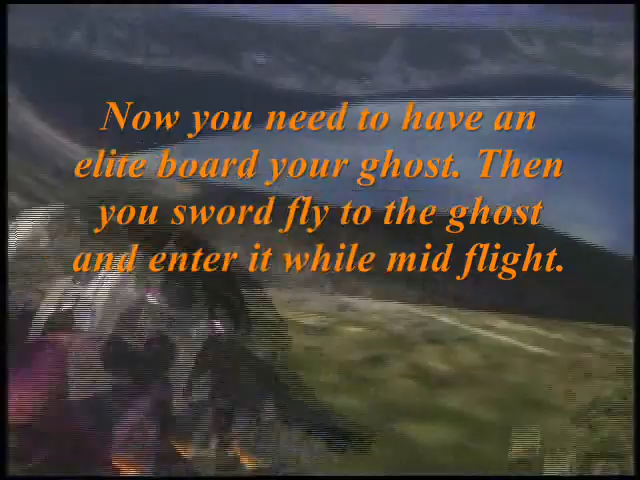 Now you need to have an
elite board your ghost. Then
you sword fly to the ghost
and enter it while mid flight.